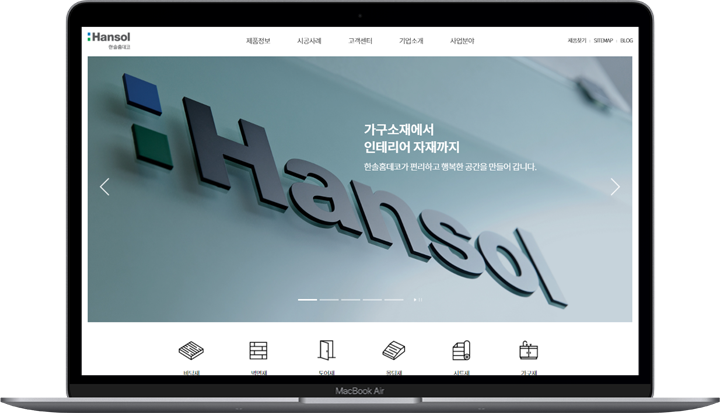 Hansol
한솔홈데코
제품정보 시공사례 고객센터 기업소개 사업분야
제품찾기 SITEMAP BLOG
Hansol
가구소재에서
인테리어 자재까지
한솔홈데코가 편리하고 행복한 공간을 만들어 갑니다.
바닥재 벽면재 도어재 몰딩재 시트재 가구재
MacBook Air